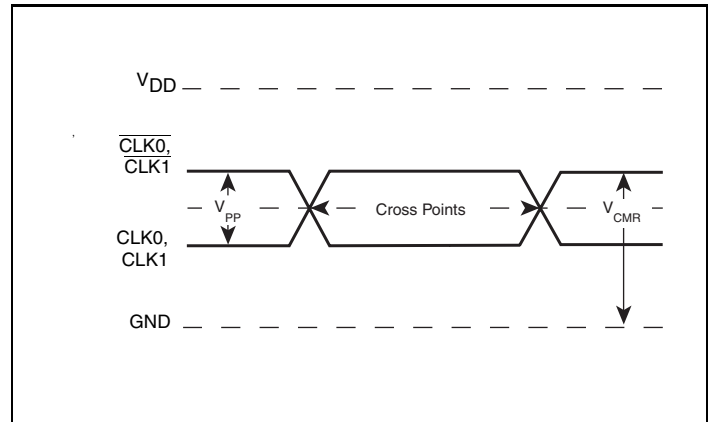 VDD
CLK0,
CLK1
VPP
Cross Points
VCMR
CLK0,
CLK1
GND